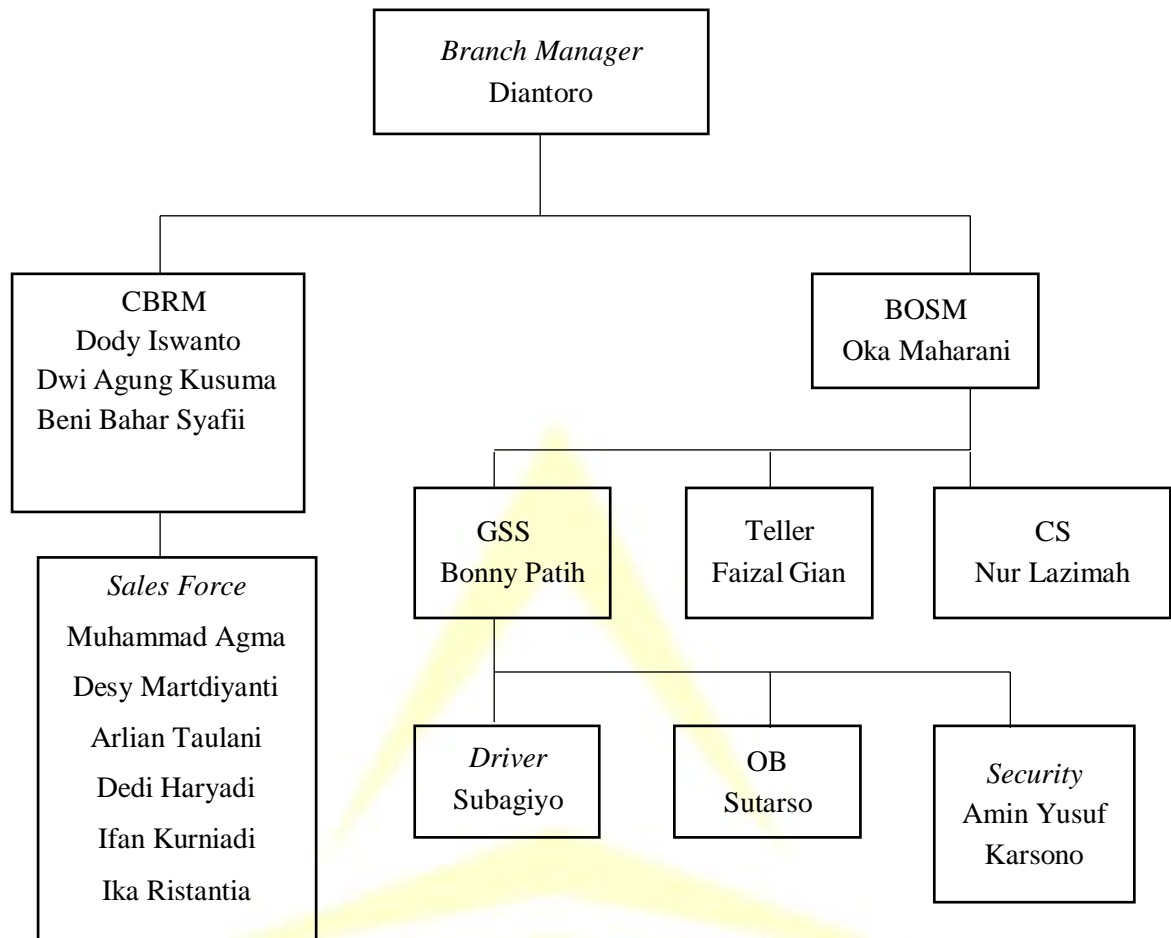 Branch Manager
Diantoro
CBRM
Dody Iswanto
Dwi Agung Kusuma
Beni Bahar Syafii
BOSM
Oka Maharani
GSS
Bonny Patih
Teller
Faizal Gian
CS
Nur Lazimah
Sales Force
Muhammad Agma
Desy Martdiyanti
Arlian Taulani
Dedi Haryadi
Ifan Kurniadi
Ika Ristantia
Driver
Subagiyo
OB
Sutarso
Security
Amin Yusuf
Karsono